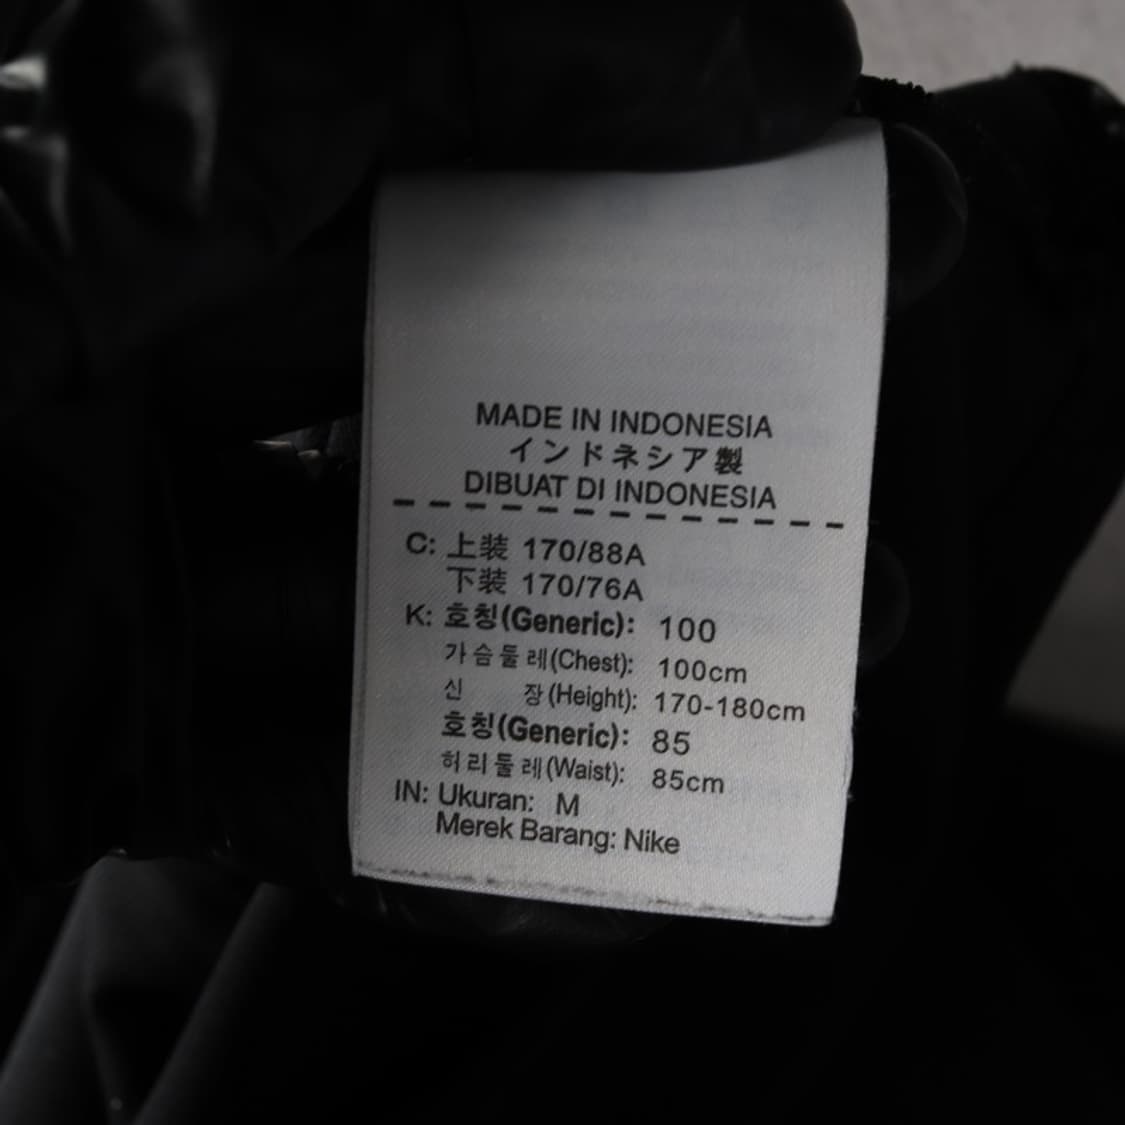 MADE IN INDONESIA
インドネシア製
DIBUAT DI INDONESIA
C: 上装 170/88A
下装 170/76A
K: 호칭(Generic): 100
가슴둘레(Chest): 100cm
신 장(Height): 170-180cm
호칭(Generic): 85
허리둘레(Waist): 85cm
IN: Ukuran: M
Merek Barang: Nike